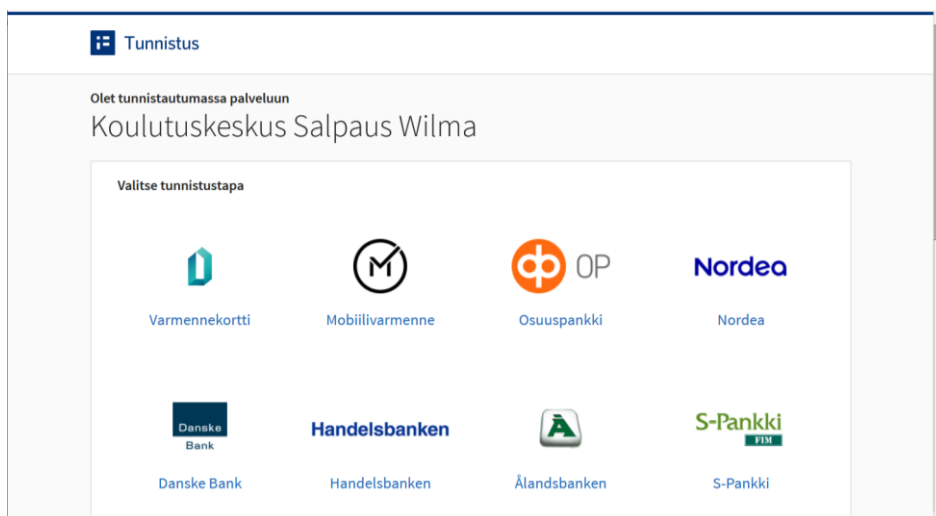 Tunnistus
Olet tunnistautumassa palveluun
Koulutuskeskus Salpaus Wilma
Valitse tunnistustapa
M OP Nordea
Varmennekortti Mobiilivarmenne Osuuspankki Nordea
Danske Bank Handelsbanken Å S-Pankki FIM
Danske Bank Handelsbanken Ålandsbanken S-Pankki